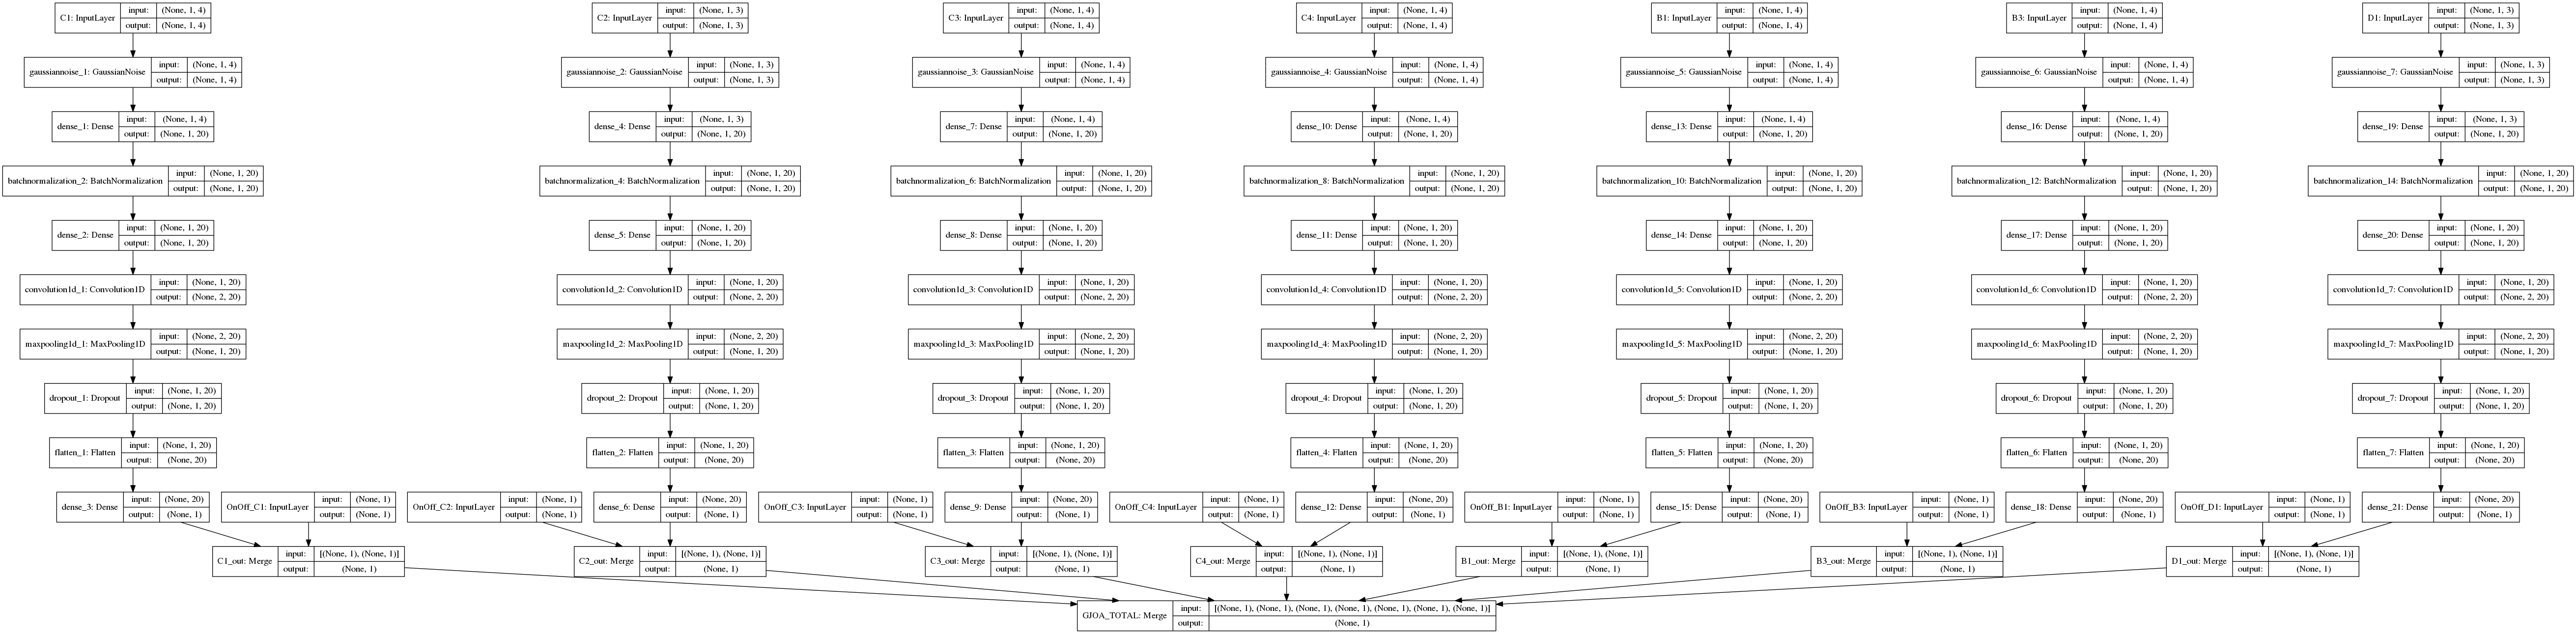 C1: InputLayer input: (None, 1, 4)
output: (None, 1, 4)
C2: InputLayer input: (None, 1, 3)
output: (None, 1, 3)
C3: InputLayer input: (None, 1, 4)
output: (None, 1, 4)
C4: InputLayer input: (None, 1, 4)
output: (None, 1, 4)
B1: InputLayer input: (None, 1, 4)
output: (None, 1, 4)
B3: InputLayer input: (None, 1, 4)
output: (None, 1, 4)
D1: InputLayer input: (None, 1, 3)
output: (None, 1, 3)
gaussiannoise_1: GaussianNoise input: (None, 1, 4)
output: (None, 1, 4)
gaussiannoise_2: GaussianNoise input: (None, 1, 3)
output: (None, 1, 3)
gaussiannoise_3: GaussianNoise input: (None, 1, 4)
output: (None, 1, 4)
gaussiannoise_4: GaussianNoise input: (None, 1, 4)
output: (None, 1, 4)
gaussiannoise_5: GaussianNoise input: (None, 1, 4)
output: (None, 1, 4)
gaussiannoise_6: GaussianNoise input: (None, 1, 4)
output: (None, 1, 4)
gaussiannoise_7: GaussianNoise input: (None, 1, 3)
output: (None, 1, 3)
dense_1: Dense input: (None, 1, 4)
output: (None, 1, 20)
dense_4: Dense input: (None, 1, 3)
output: (None, 1, 20)
dense_7: Dense input: (None, 1, 4)
output: (None, 1, 20)
dense_10: Dense input: (None, 1, 4)
output: (None, 1, 20)
dense_13: Dense input: (None, 1, 4)
output: (None, 1, 20)
dense_16: Dense input: (None, 1, 4)
output: (None, 1, 20)
dense_19: Dense input: (None, 1, 3)
output: (None, 1, 20)
batchnormalization_2: BatchNormalization input: (None, 1, 20)
output: (None, 1, 20)
batchnormalization_4: BatchNormalization input: (None, 1, 20)
output: (None, 1, 20)
batchnormalization_6: BatchNormalization input: (None, 1, 20)
output: (None, 1, 20)
batchnormalization_8: BatchNormalization input: (None, 1, 20)
output: (None, 1, 20)
batchnormalization_10: BatchNormalization input: (None, 1, 20)
output: (None, 1, 20)
batchnormalization_12: BatchNormalization input: (None, 1, 20)
output: (None, 1, 20)
batchnormalization_14: BatchNormalization input: (None, 1, 20)
output: (None, 1, 20)
dense_2: Dense input: (None, 1, 20)
output: (None, 1, 20)
dense_5: Dense input: (None, 1, 20)
output: (None, 1, 20)
dense_8: Dense input: (None, 1, 20)
output: (None, 1, 20)
dense_11: Dense input: (None, 1, 20)
output: (None, 1, 20)
dense_14: Dense input: (None, 1, 20)
output: (None, 1, 20)
dense_17: Dense input: (None, 1, 20)
output: (None, 1, 20)
dense_20: Dense input: (None, 1, 20)
output: (None, 1, 20)
convolution1d_1: Convolution1D input: (None, 1, 20)
output: (None, 2, 20)
convolution1d_2: Convolution1D input: (None, 1, 20)
output: (None, 2, 20)
convolution1d_3: Convolution1D input: (None, 1, 20)
output: (None, 2, 20)
convolution1d_4: Convolution1D input: (None, 1, 20)
output: (None, 2, 20)
convolution1d_5: Convolution1D input: (None, 1, 20)
output: (None, 2, 20)
convolution1d_6: Convolution1D input: (None, 1, 20)
output: (None, 2, 20)
convolution1d_7: Convolution1D input: (None, 1, 20)
output: (None, 2, 20)
maxpooling1d_1: MaxPooling1D input: (None, 2, 20)
output: (None, 1, 20)
maxpooling1d_2: MaxPooling1D input: (None, 2, 20)
output: (None, 1, 20)
maxpooling1d_3: MaxPooling1D input: (None, 2, 20)
output: (None, 1, 20)
maxpooling1d_4: MaxPooling1D input: (None, 2, 20)
output: (None, 1, 20)
maxpooling1d_5: MaxPooling1D input: (None, 2, 20)
output: (None, 1, 20)
maxpooling1d_6: MaxPooling1D input: (None, 2, 20)
output: (None, 1, 20)
maxpooling1d_7: MaxPooling1D input: (None, 2, 20)
output: (None, 1, 20)
dropout_1: Dropout input: (None, 1, 20)
output: (None, 1, 20)
dropout_2: Dropout input: (None, 1, 20)
output: (None, 1, 20)
dropout_3: Dropout input: (None, 1, 20)
output: (None, 1, 20)
dropout_4: Dropout input: (None, 1, 20)
output: (None, 1, 20)
dropout_5: Dropout input: (None, 1, 20)
output: (None, 1, 20)
dropout_6: Dropout input: (None, 1, 20)
output: (None, 1, 20)
dropout_7: Dropout input: (None, 1, 20)
output: (None, 1, 20)
flatten_1: Flatten input: (None, 1, 20)
output: (None, 20)
flatten_2: Flatten input: (None, 1, 20)
output: (None, 20)
flatten_3: Flatten input: (None, 1, 20)
output: (None, 20)
flatten_4: Flatten input: (None, 1, 20)
output: (None, 20)
flatten_5: Flatten input: (None, 1, 20)
output: (None, 20)
flatten_6: Flatten input: (None, 1, 20)
output: (None, 20)
flatten_7: Flatten input: (None, 1, 20)
output: (None, 20)
dense_3: Dense input: (None, 20)
output: (None, 1)
OnOff_C1: InputLayer input: (None, 1)
output: (None, 1)
OnOff_C2: InputLayer input: (None, 1)
output: (None, 1)
dense_6: Dense input: (None, 20)
output: (None, 1)
OnOff_C3: InputLayer input: (None, 1)
output: (None, 1)
dense_9: Dense input: (None, 20)
output: (None, 1)
OnOff_C4: InputLayer input: (None, 1)
output: (None, 1)
dense_12: Dense input: (None, 20)
output: (None, 1)
OnOff_B1: InputLayer input: (None, 1)
output: (None, 1)
dense_15: Dense input: (None, 20)
output: (None, 1)
OnOff_B3: InputLayer input: (None, 1)
output: (None, 1)
dense_18: Dense input: (None, 20)
output: (None, 1)
OnOff_D1: InputLayer input: (None, 1)
output: (None, 1)
dense_21: Dense input: (None, 20)
output: (None, 1)
C1_out: Merge input: [(None, 1), (None, 1)]
output: (None, 1)
C2_out: Merge input: [(None, 1), (None, 1)]
output: (None, 1)
C3_out: Merge input: [(None, 1), (None, 1)]
output: (None, 1)
C4_out: Merge input: [(None, 1), (None, 1)]
output: (None, 1)
B1_out: Merge input: [(None, 1), (None, 1)]
output: (None, 1)
B3_out: Merge input: [(None, 1), (None, 1)]
output: (None, 1)
D1_out: Merge input: [(None, 1), (None, 1)]
output: (None, 1)
GJOA_TOTAL: Merge input: [(None, 1), (None, 1), (None, 1), (None, 1), (None, 1), (None, 1), (None, 1)]
output: (None, 1)